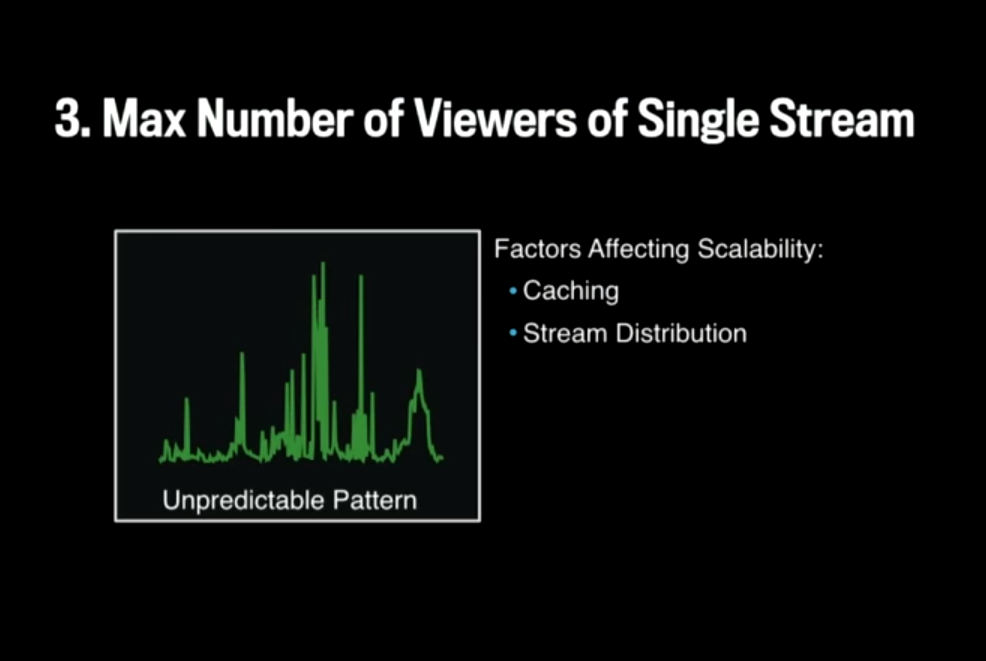 3. Max Number of Viewers of Single Stream
Factors Affecting Scalability:
• Caching
• Stream Distribution
Unpredictable Pattern